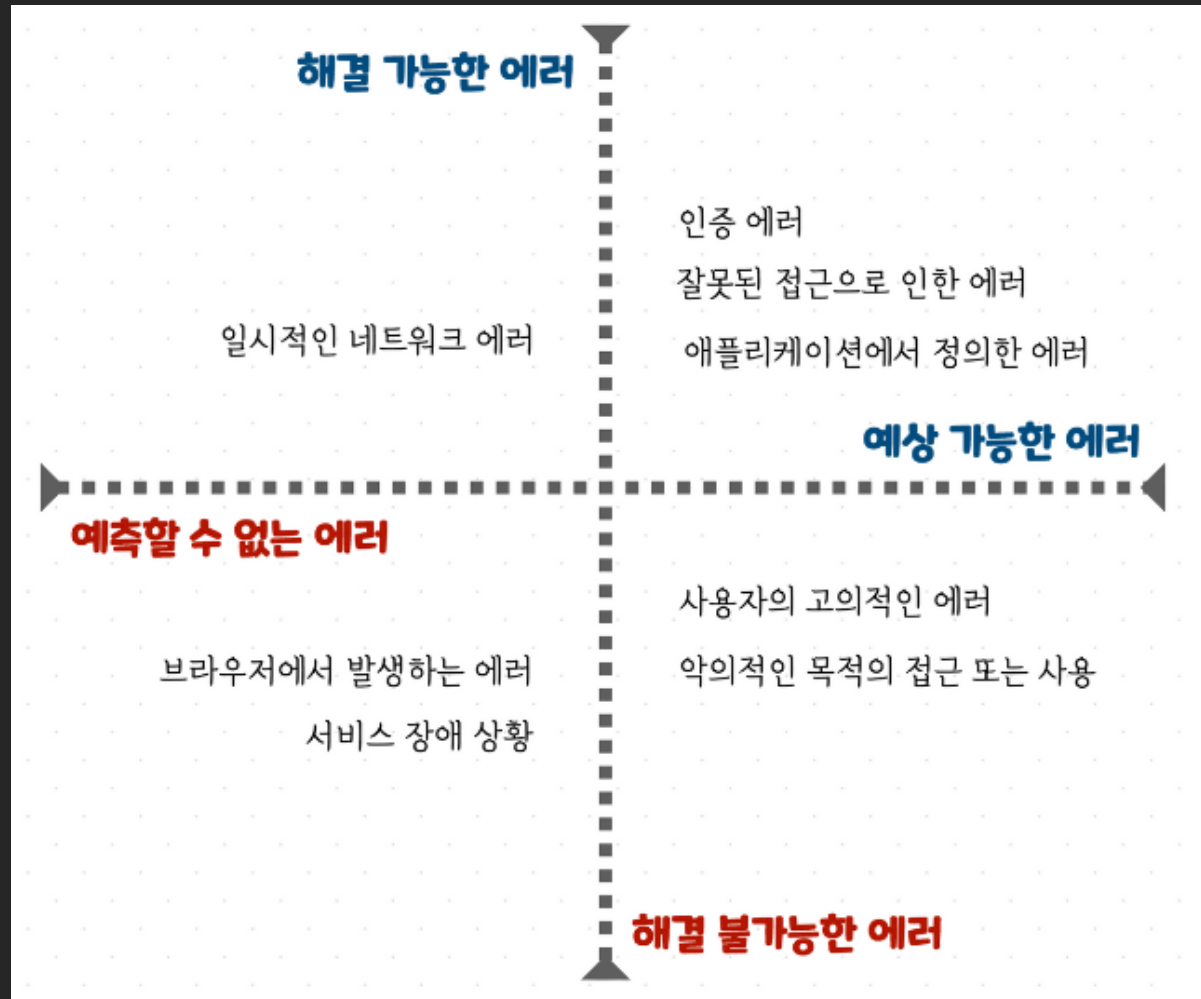 해결 가능한 에러
인증 에러
잘못된 접근으로 인한 에러
일시적인 네트워크 에러
애플리케이션에서 정의한 에러
예상 가능한 에러
예측할 수 없는 에러
사용자의 고의적인 에러
브라우저에서 발생하는 에러
악의적인 목적의 접근 또는 사용
서비스 장애 상황
해결 불가능한 에러